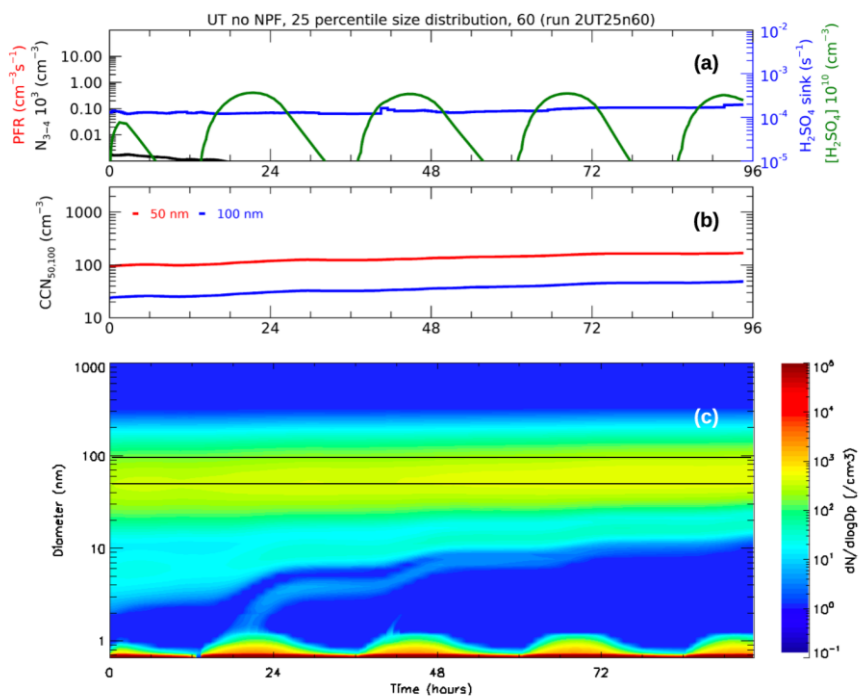 UT no NPF, 25 percentile size distribution, 60 (run 2UT25n60)
PFR (cm⁻³s⁻¹)
N₃₋₄ 10³ (cm⁻³)
100.00
1.00
0.10
0.01
(a)
10⁻²
10⁻³
10⁻⁴
10⁻⁵
H₂SO₄ sink (s⁻¹)
[H₂SO₄] 10¹⁰ (cm⁻³)
0 24 48 72 96
CCN₅₀,₁₀₀ (cm⁻³)
1000
100
10
50 nm 100 nm
(b)
0 24 48 72 96
Diameter (nm)
1000
100
10
1
(c)
0 24 48 72
Time (hours)
10⁶
10⁴
10³
10²
10¹
10⁰
10⁻¹
dN/dlogDp (/cm3)